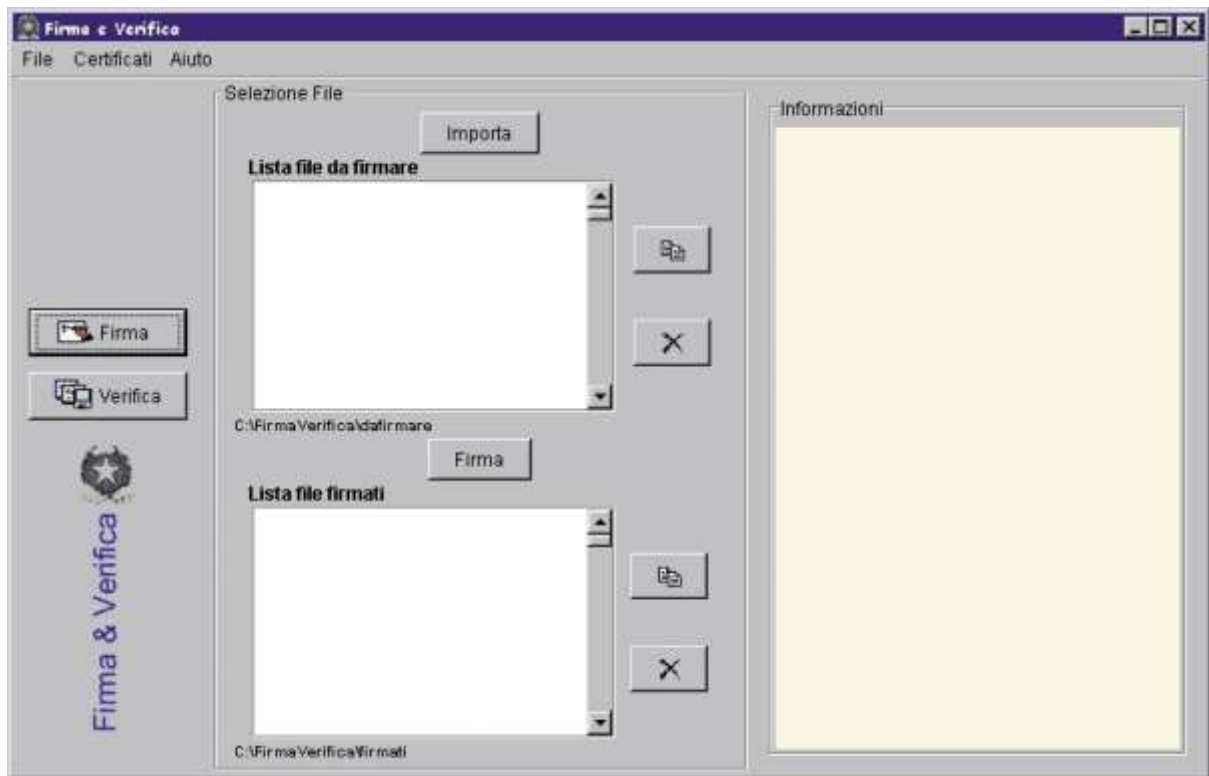 Firma e Verifica
File Certificati Aiuto
Selezione File
Importa
Lista file da firmare
C:\FirmaVerifica\dafirmare
Firma
Lista file firmati
C:\FirmaVerifica\firmati
Firma
Verifica
Firma & Verifica
Informazioni